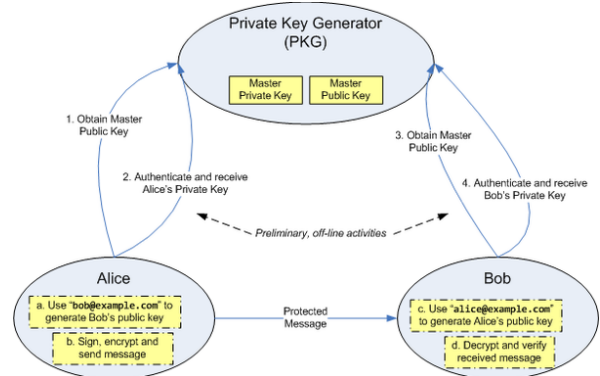 Private Key Generator
(PKG)
Master
Private Key
Master
Public Key
1. Obtain Master
Public Key
2. Authenticate and receive
Alice's Private Key
3. Obtain Master
Public Key
4. Authenticate and receive
Bob's Private Key
Preliminary, off-line activities
Alice
a. Use "bob@example.com" to
generate Bob's public key
b. Sign, encrypt and
send message
Protected
Message
Bob
c. Use "alice@example.com"
to generate Alice's public key
d. Decrypt and verify
received message